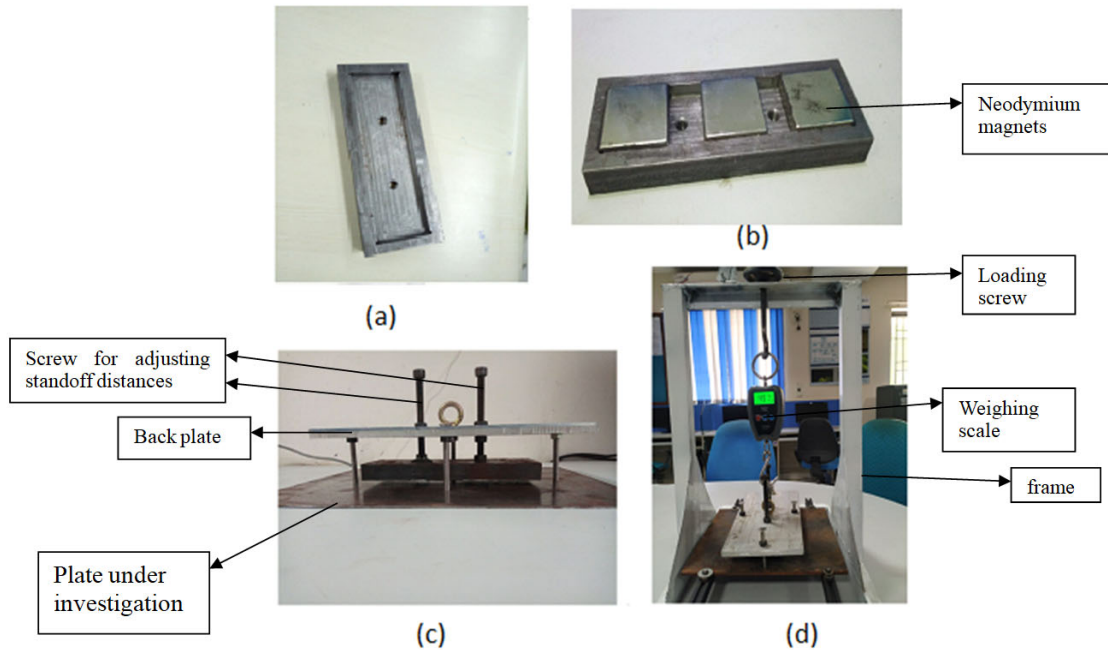 Neodymium
magnets
(a)
(b)
Loading
screw
Screw for adjusting
standoff distances
Back plate
Weighing
scale
frame
Plate under
investigation
(c)
(d)